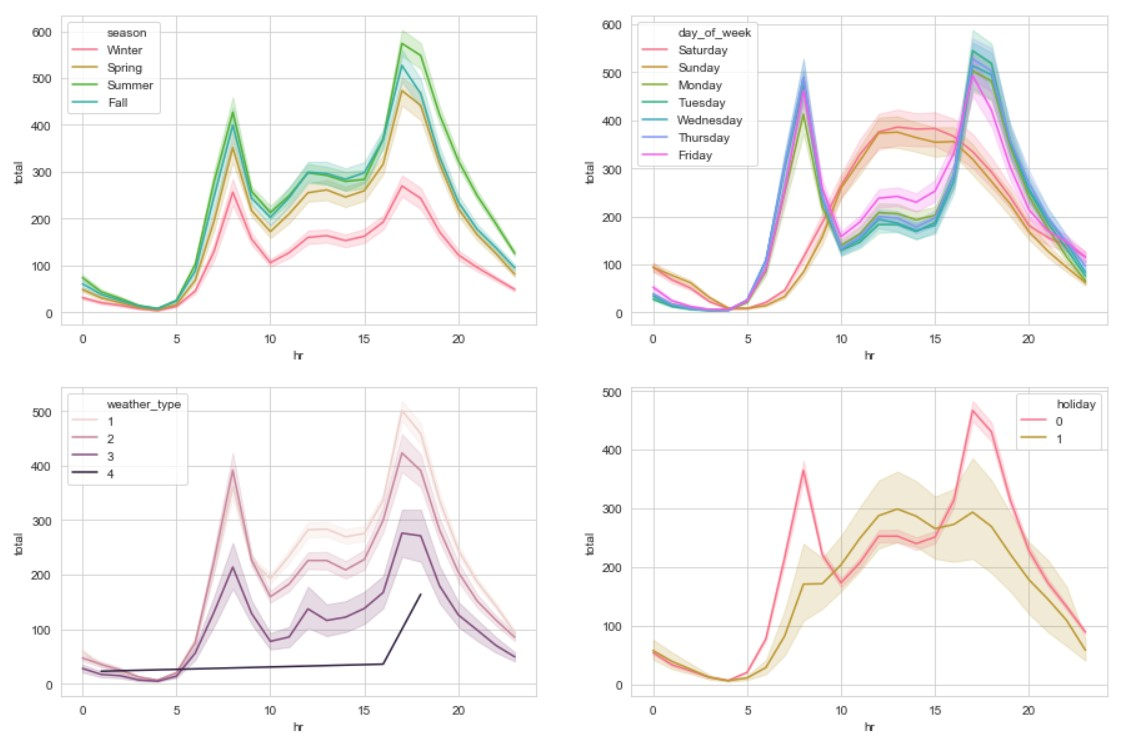 600
500
400
300
200
100
0
total
0
5
10
15
20
hr
season
Winter
Spring
Summer
Fall
600
500
400
300
200
100
0
total
0
5
10
15
20
hr
day_of_week
Saturday
Sunday
Monday
Tuesday
Wednesday
Thursday
Friday
500
400
300
200
100
0
total
0
5
10
15
20
hr
weather_type
1
2
3
4
500
400
300
200
100
0
total
0
5
10
15
20
hr
holiday
0
1